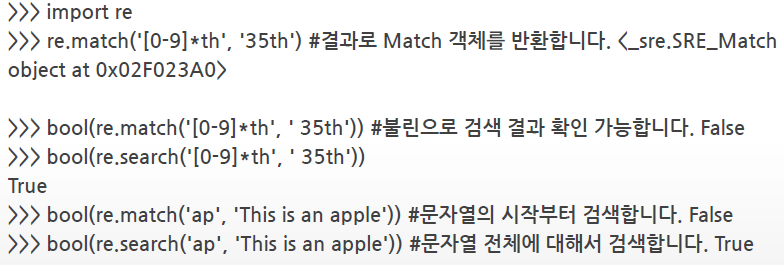 >>> import re
>>> re.match('[0-9]*th', '35th') #결과로 Match 객체를 반환합니다. <_sre.SRE_Match
object at 0x02F023A0>
>>> bool(re.match('[0-9]*th', ' 35th')) #불린으로 검색 결과 확인 가능합니다. False
>>> bool(re.search('[0-9]*th', ' 35th'))
True
>>> bool(re.match('ap', 'This is an apple')) #문자열의 시작부터 검색합니다. False
>>> bool(re.search('ap', 'This is an apple')) #문자열 전체에 대해서 검색합니다. True